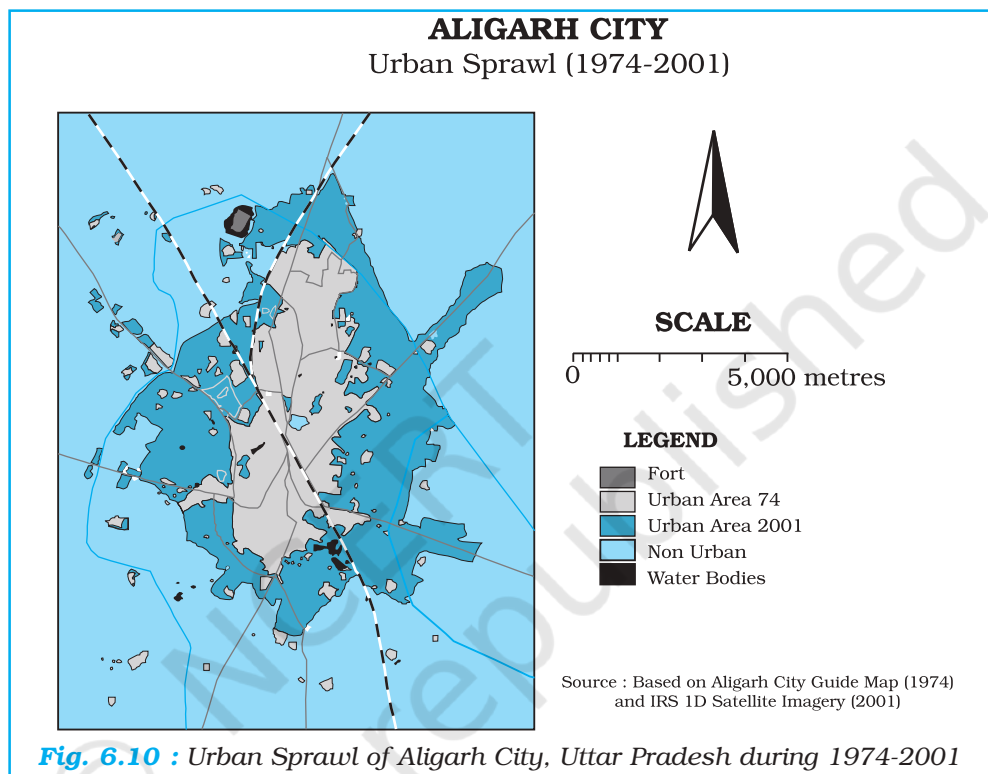 ALIGARH CITY
Urban Sprawl (1974-2001)
SCALE
0 5,000 metres
LEGEND
Fort
Urban Area 74
Urban Area 2001
Non Urban
Water Bodies
Source : Based on Aligarh City Guide Map (1974)
and IRS 1D Satellite Imagery (2001)
Fig. 6.10 : Urban Sprawl of Aligarh City, Uttar Pradesh during 1974-2001
© NCERT
republished